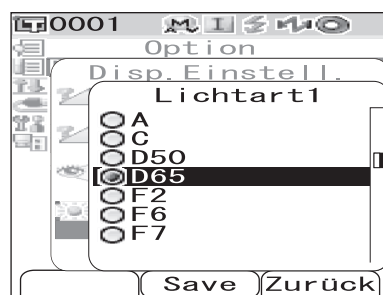 0001 M I
Option
Disp.Einstell.
Lichtart1
A
C
D50
D65
F2
F6
F7
Save Zurück